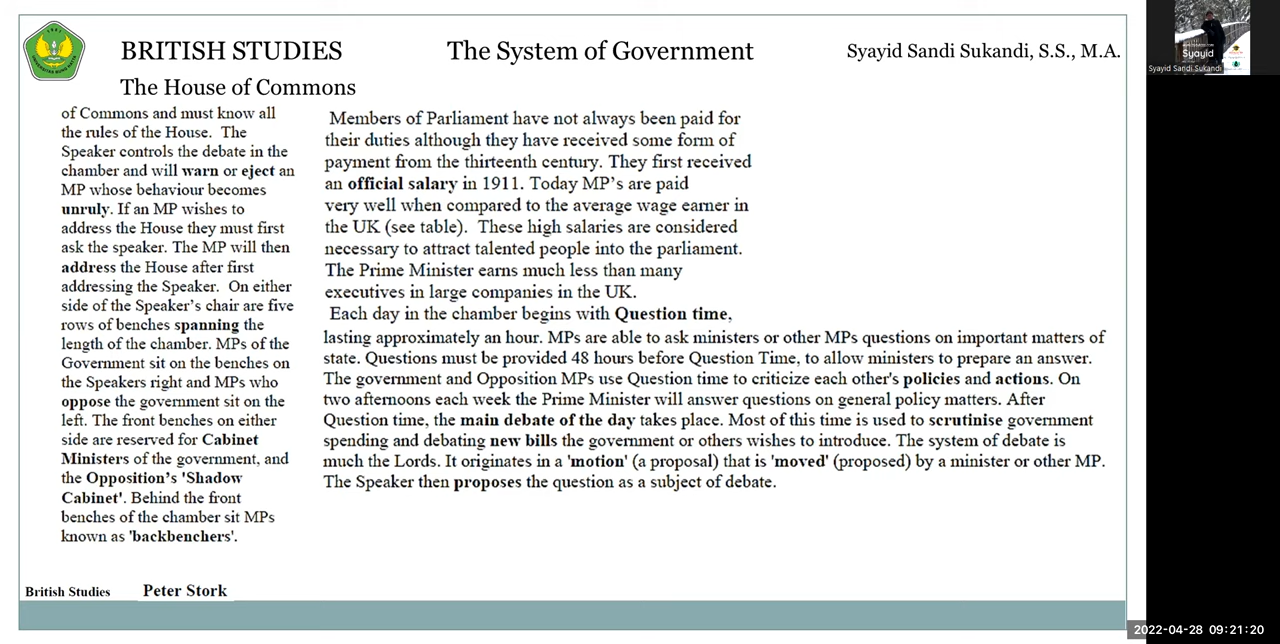 BRITISH STUDIES
The System of Government
Syayid Sandi Sukandi, S.S., M.A.
The House of Commons
of Commons and must know all
the rules of the House. The
Speaker controls the debate in the
chamber and will warn or eject an
MP whose behaviour becomes
unruly. If an MP wishes to
address the House they must first
ask the speaker. The MP will then
address the House after first
addressing the Speaker. On either
side of the Speaker's chair are five
rows of benches spanning the
length of the chamber. MPs of the
Government sit on the benches on
the Speakers right and MPs who
oppose the government sit on the
left. The front benches on either
side are reserved for Cabinet
Ministers of the government, and
the Opposition's 'Shadow
Cabinet'. Behind the front
benches of the chamber sit MPs
known as 'backbenchers'.
Members of Parliament have not always been paid for
their duties although they have received some form of
payment from the thirteenth century. They first received
an official salary in 1911. Today MP's are paid
very well when compared to the average wage earner in
the UK (see table). These high salaries are considered
necessary to attract talented people into the parliament.
The Prime Minister earns much less than many
executives in large companies in the UK.
Each day in the chamber begins with Question time,
lasting approximately an hour. MPs are able to ask ministers or other MPs questions on important matters of
state. Questions must be provided 48 hours before Question Time, to allow ministers to prepare an answer.
The government and Opposition MPs use Question time to criticize each other's policies and actions. On
two afternoons each week the Prime Minister will answer questions on general policy matters. After
Question time, the main debate of the day takes place. Most of this time is used to scrutinise government
spending and debating new bills the government or others wishes to introduce. The system of debate is
much the Lords. It originates in a 'motion' (a proposal) that is 'moved' (proposed) by a minister or other MP.
The Speaker then proposes the question as a subject of debate.
British Studies
Peter Stork
Syayid
Syayid Sandi Sukandi
2022-04-28 09:21:20